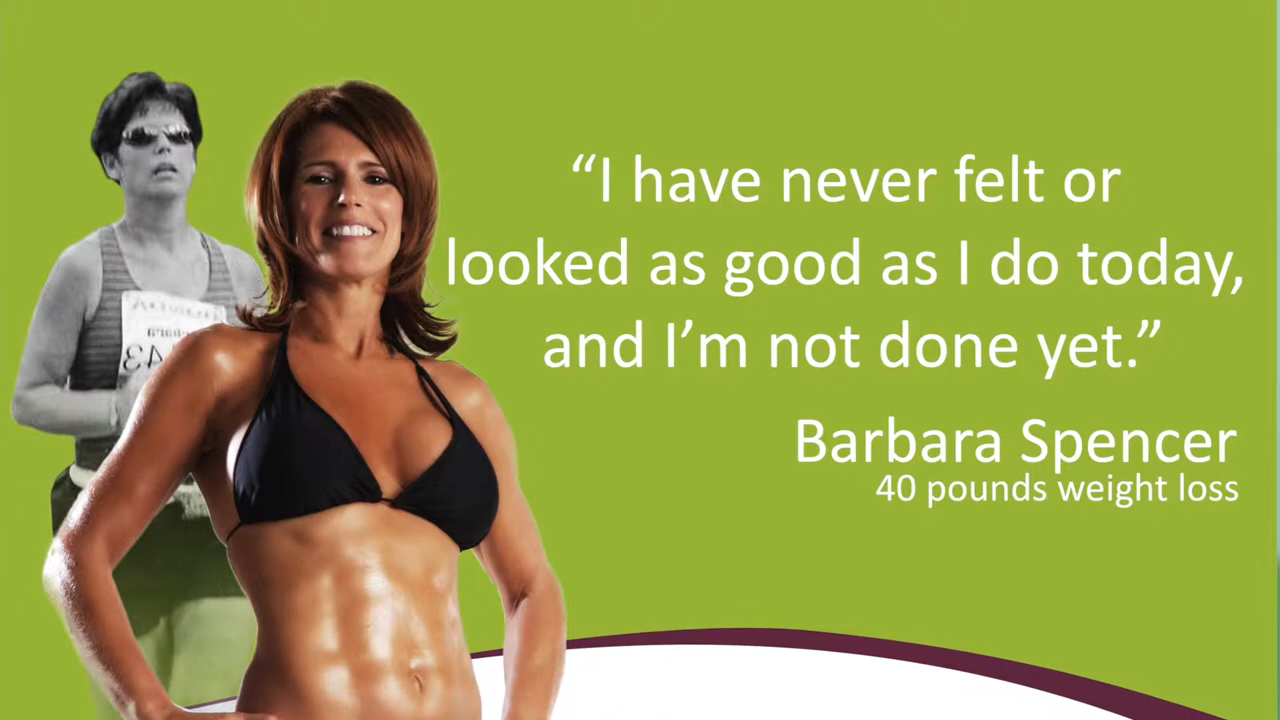 “I have never felt or
looked as good as I do today,
and I’m not done yet.”
Barbara Spencer
40 pounds weight loss